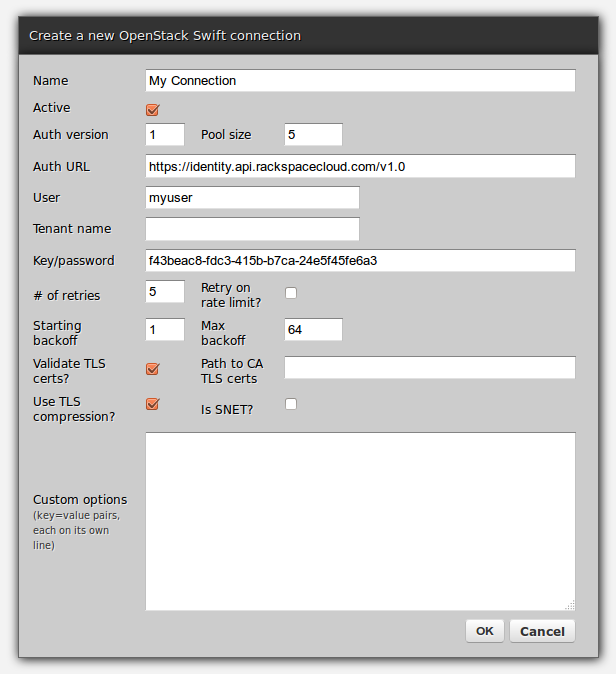 Create a new OpenStack Swift connection
Name My Connection
Active
Auth version 1 Pool size 5
Auth URL https://identity.api.rackspacecloud.com/v1.0
User myuser
Tenant name
Key/password f43beac8-fdc3-415b-b7ca-24e5f45fe6a3
# of retries 5 Retry on
rate limit?
Starting
backoff 1 Max
backoff 64
Validate TLS
certs? Path to CA
TLS certs
Use TLS
compression? Is SNET?
Custom options
(key=value pairs,
each on its own
line)
OK Cancel